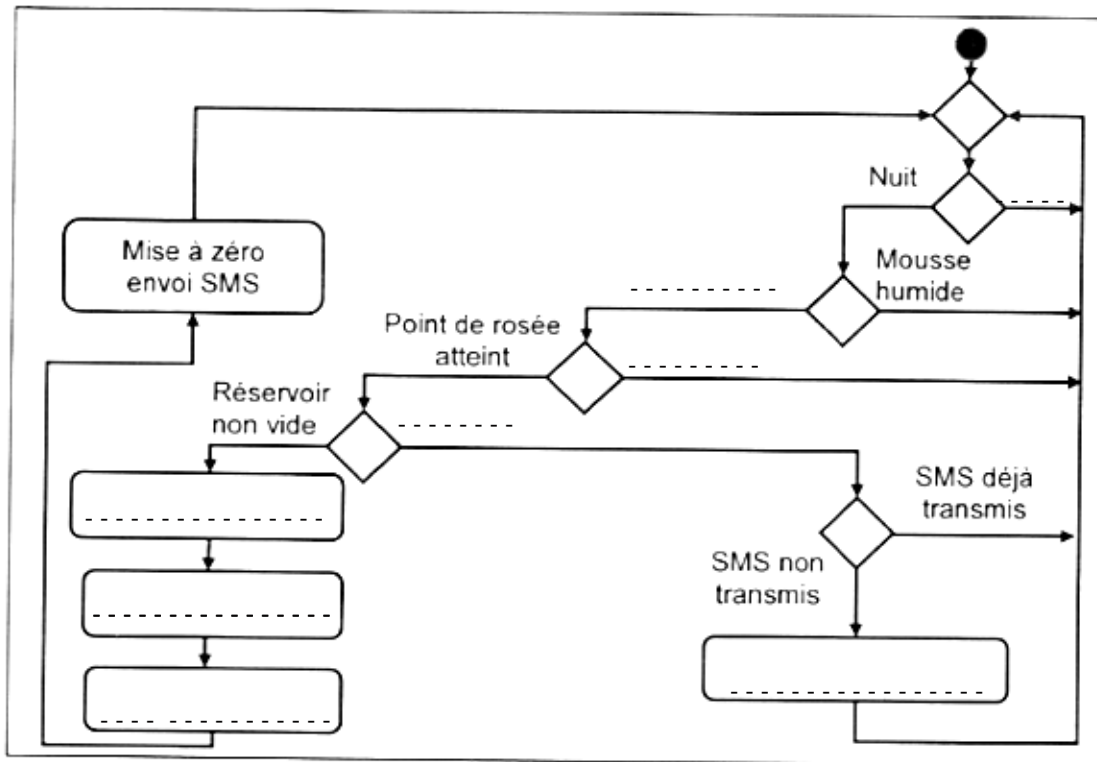 Nuit
Mise à zéro
envoi SMS
Mousse
humide
Point de rosée
atteint
Réservoir
non vide
SMS déjà
transmis
SMS non
transmis